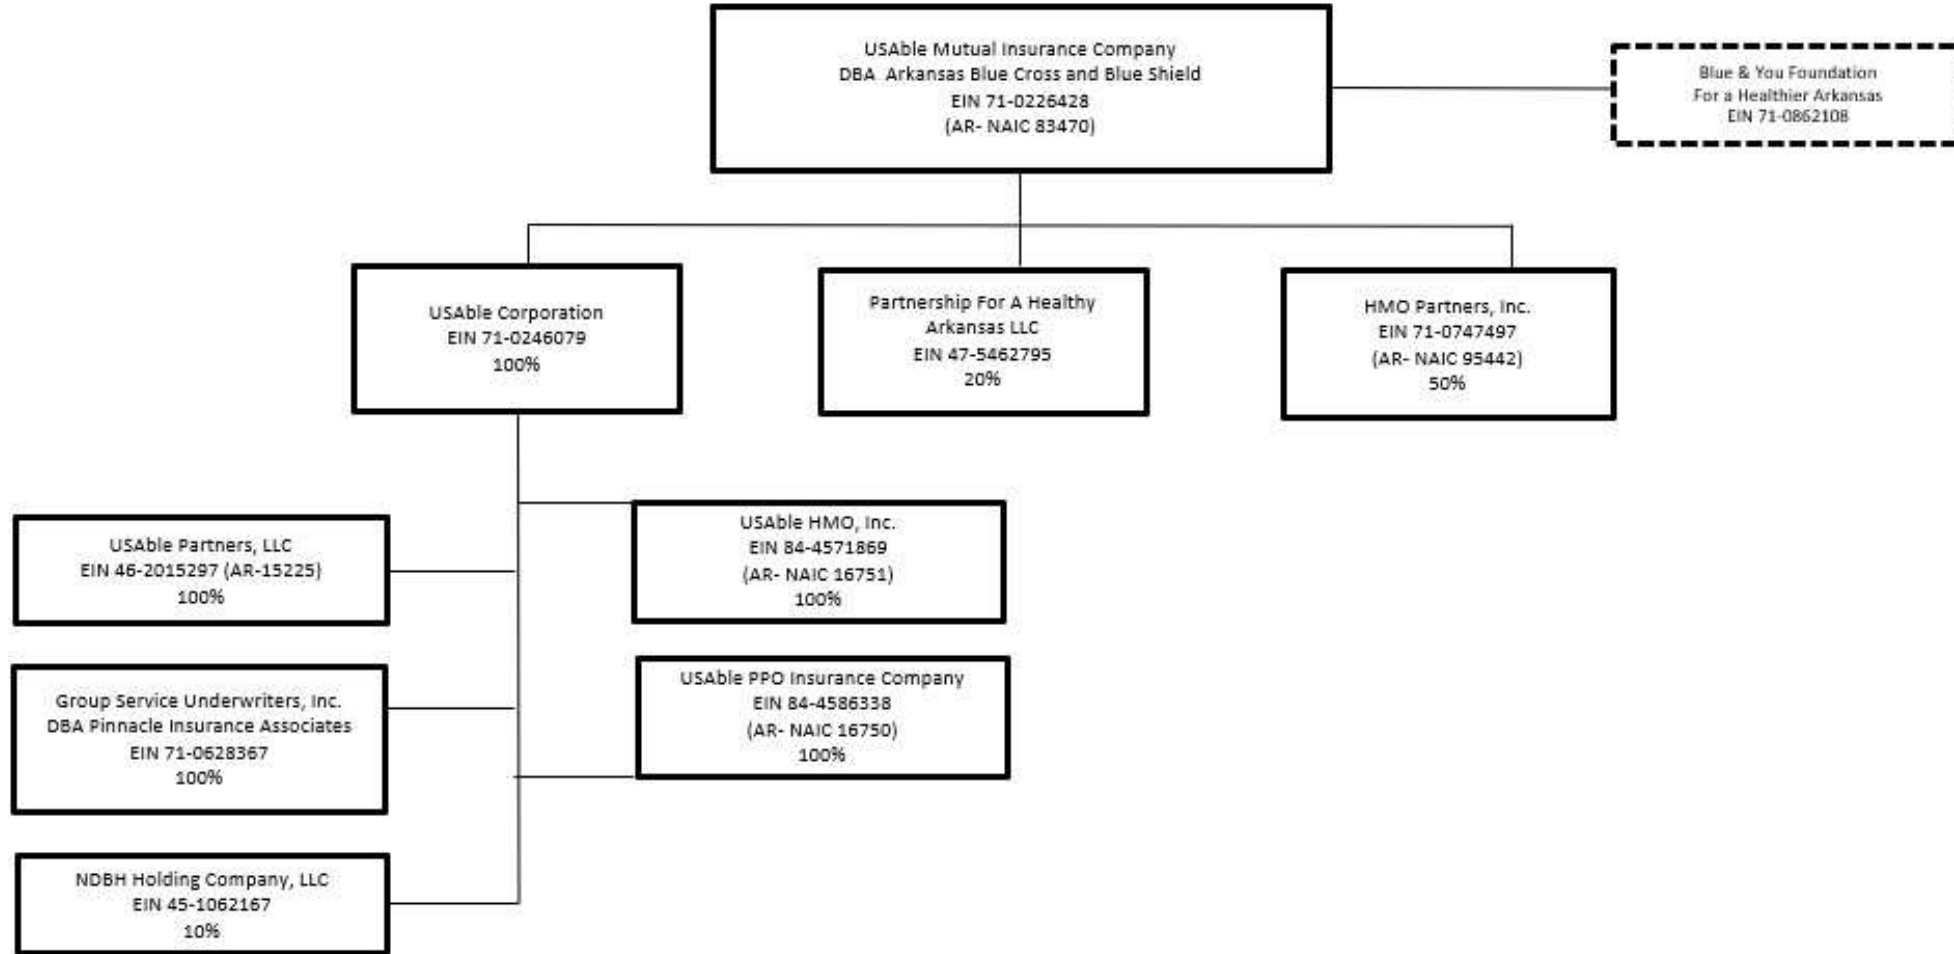 USAble Mutual Insurance Company
DBA Arkansas Blue Cross and Blue Shield
EIN 71-0226428
(AR- NAIC 83470)
Blue & You Foundation
For a Healthier Arkansas
EIN 71-0862108
USAble Corporation
EIN 71-0246079
100%
Partnership For A Healthy
Arkansas LLC
EIN 47-5462795
20%
HMO Partners, Inc.
EIN 71-0747497
(AR- NAIC 95442)
50%
USAble Partners, LLC
EIN 46-2015297 (AR-15225)
100%
USAble HMO, Inc.
EIN 84-4571869
(AR- NAIC 16751)
100%
Group Service Underwriters, Inc.
DBA Pinnacle Insurance Associates
EIN 71-0628367
100%
USAble PPO Insurance Company
EIN 84-4586338
(AR- NAIC 16750)
100%
NDBH Holding Company, LLC
EIN 45-1062167
10%